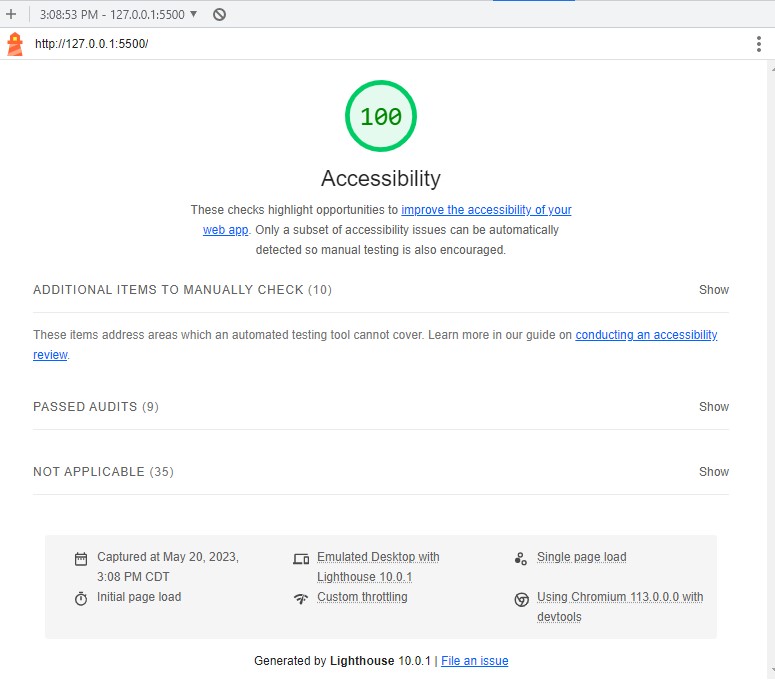 3:08:53 PM - 127.0.0.1:5500
http://127.0.0.1:5500/
100
Accessibility
These checks highlight opportunities to improve the accessibility of your
web app. Only a subset of accessibility issues can be automatically
detected so manual testing is also encouraged.
ADDITIONAL ITEMS TO MANUALLY CHECK (10) Show
These items address areas which an automated testing tool cannot cover. Learn more in our guide on conducting an accessibility
review.
PASSED AUDITS (9) Show
NOT APPLICABLE (35) Show
Captured at May 20, 2023,
3:08 PM CDT
Emulated Desktop with
Lighthouse 10.0.1
Single page load
Initial page load
Custom throttling
Using Chromium 113.0.0.0 with
devtools
Generated by Lighthouse 10.0.1 | File an issue